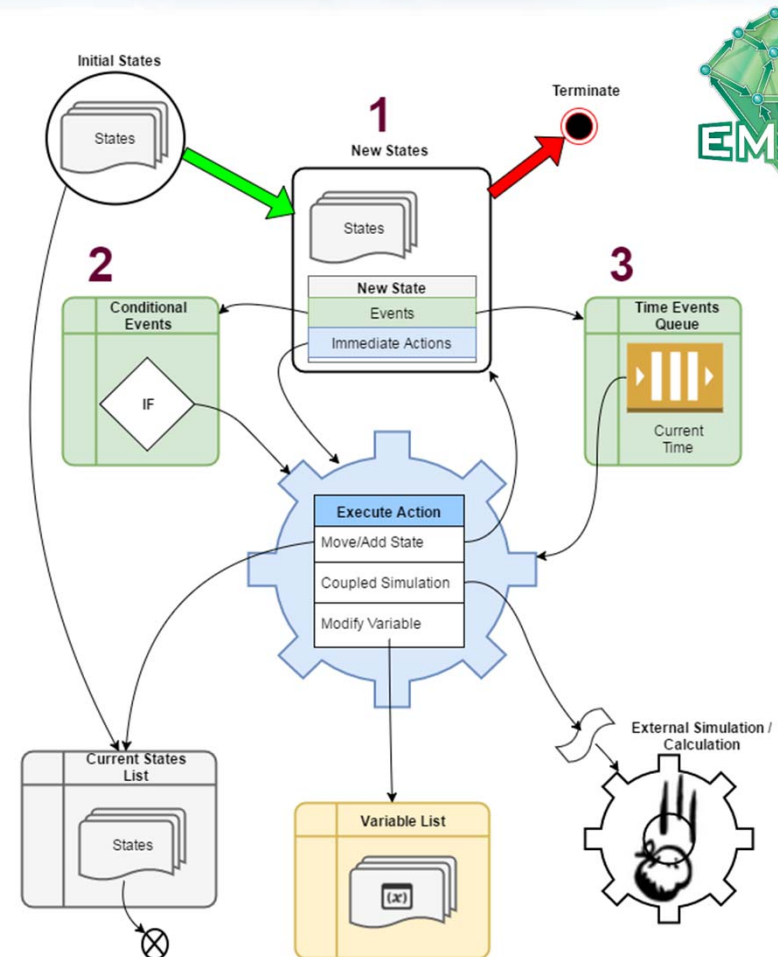 Initial States
States
1
New States
States
New State
Events
Immediate Actions
Terminate
EM
2
Conditional
Events
IF
3
Time Events
Queue
Current
Time
Execute Action
Move/Add State
Coupled Simulation
Modify Variable
Current States
List
States
Variable List
(x)
External Simulation /
Calculation